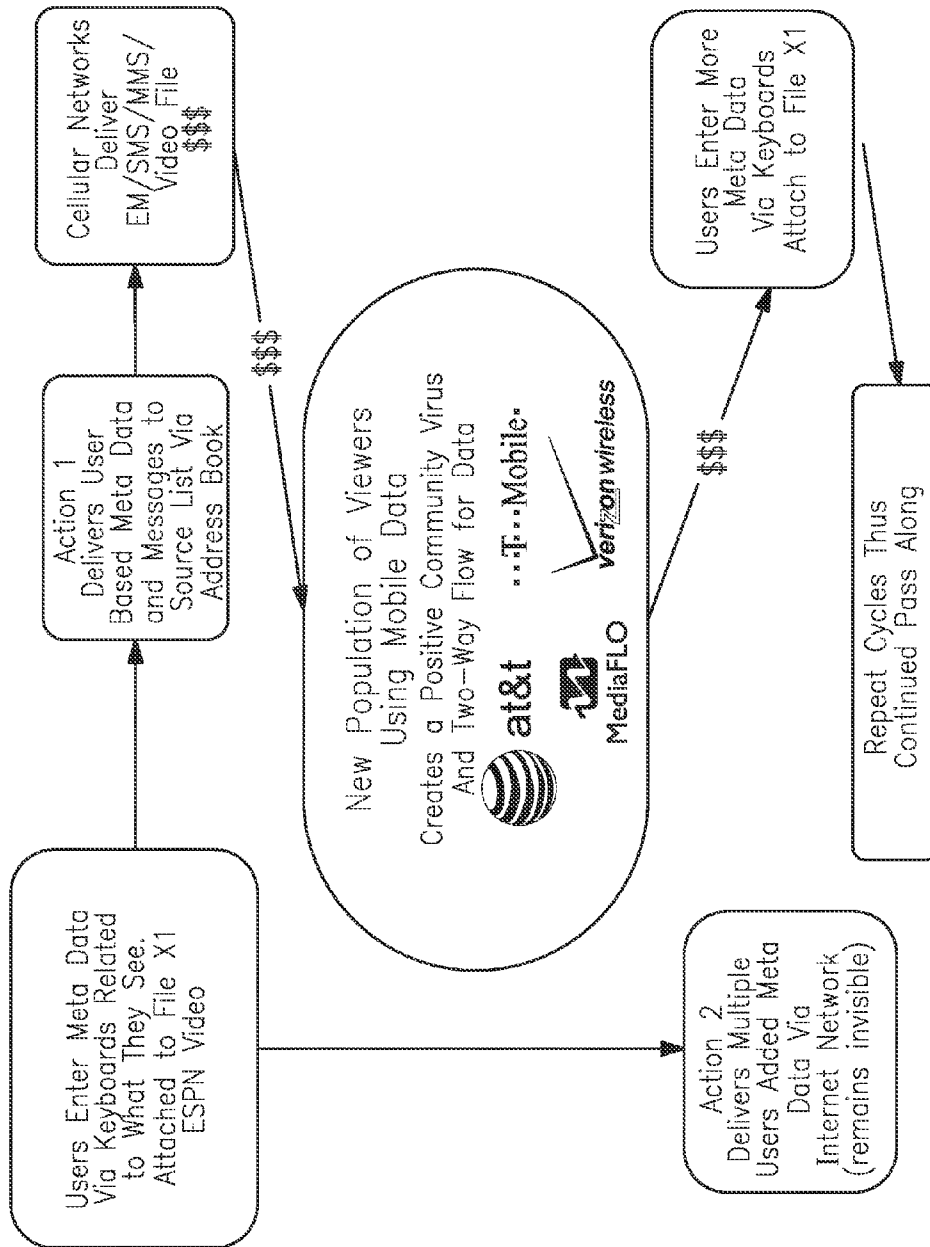 Users Enter Meta Data
Via Keyboards Related
to What They See.
Attached to File X1
ESPN Video
Action 1
Delivers User
Based Meta Data
and Messages to
Source List Via
Address Book
Cellular Networks
Deliver
EM/SMS/MMS/
Video File
$$$
$$$
New Population of Viewers
Using Mobile Data
Creates a Positive Community Virus
And Two-Way Flow for Data
at&t
T-Mobile
MediaFLO
verizon wireless
$$$
Action 2
Delivers Multiple
Users Added Meta
Data Via
Internet Network
(remains invisible)
Users Enter More
Meta Data
Via Keyboards
Attach to File X1
Repeat Cycles Thus
Continued Pass Along